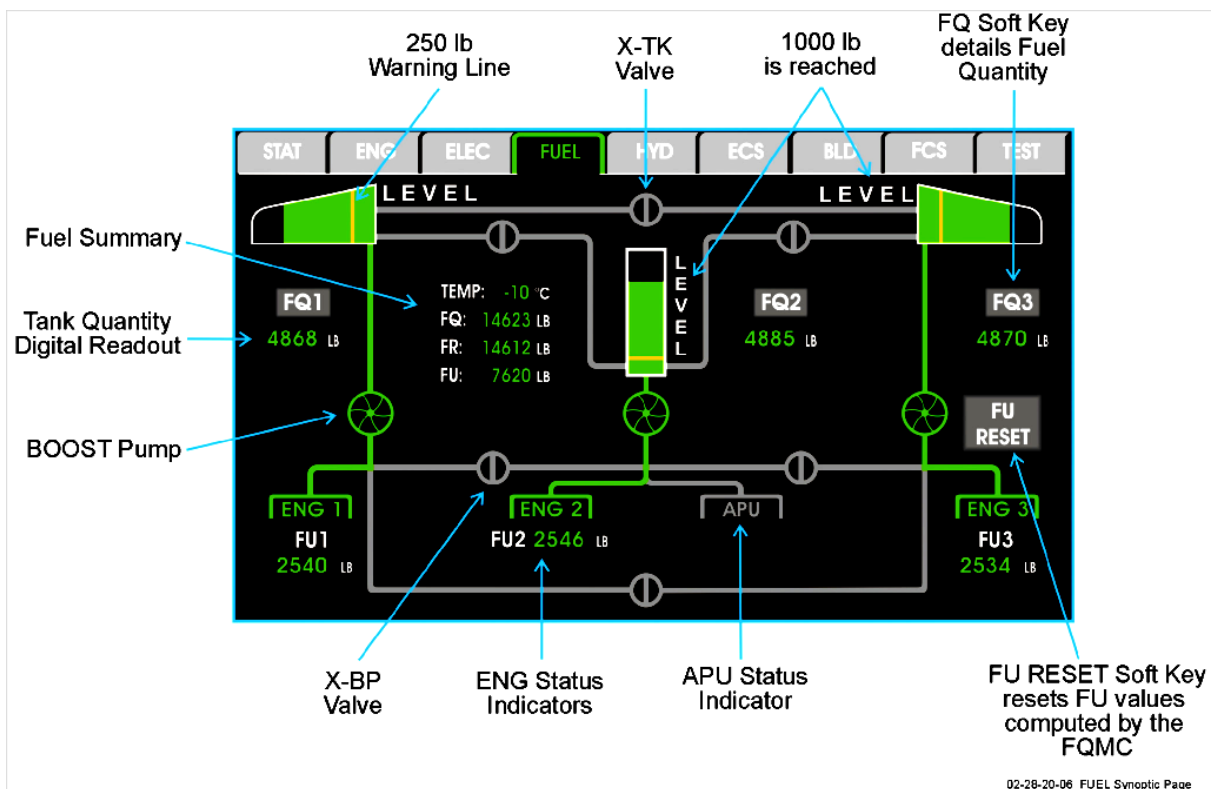 250 lb
Warning Line
X-TK
Valve
1000 lb
is reached
FQ Soft Key
details Fuel
Quantity
STAT ENG ELEC FUEL HYD ECS BLD FCS TEST
LEVEL
LEVEL
Fuel Summary
LEVEL
TEMP: -10 °C
FQ: 14623 LB
FR: 14612 LB
FU: 7620 LB
FQ1
4868 LB
FQ2
4885 LB
FQ3
4870 LB
Tank Quantity
Digital Readout
BOOST Pump
FU
RESET
ENG 1
FU1
2540 LB
ENG 2
FU2 2546 LB
APU
ENG 3
FU3
2534 LB
X-BP
Valve
ENG Status
Indicators
APU Status
Indicator
FU RESET Soft Key
resets FU values
computed by the
FQMC
02-28-20-06 FUEL Synoptic Page